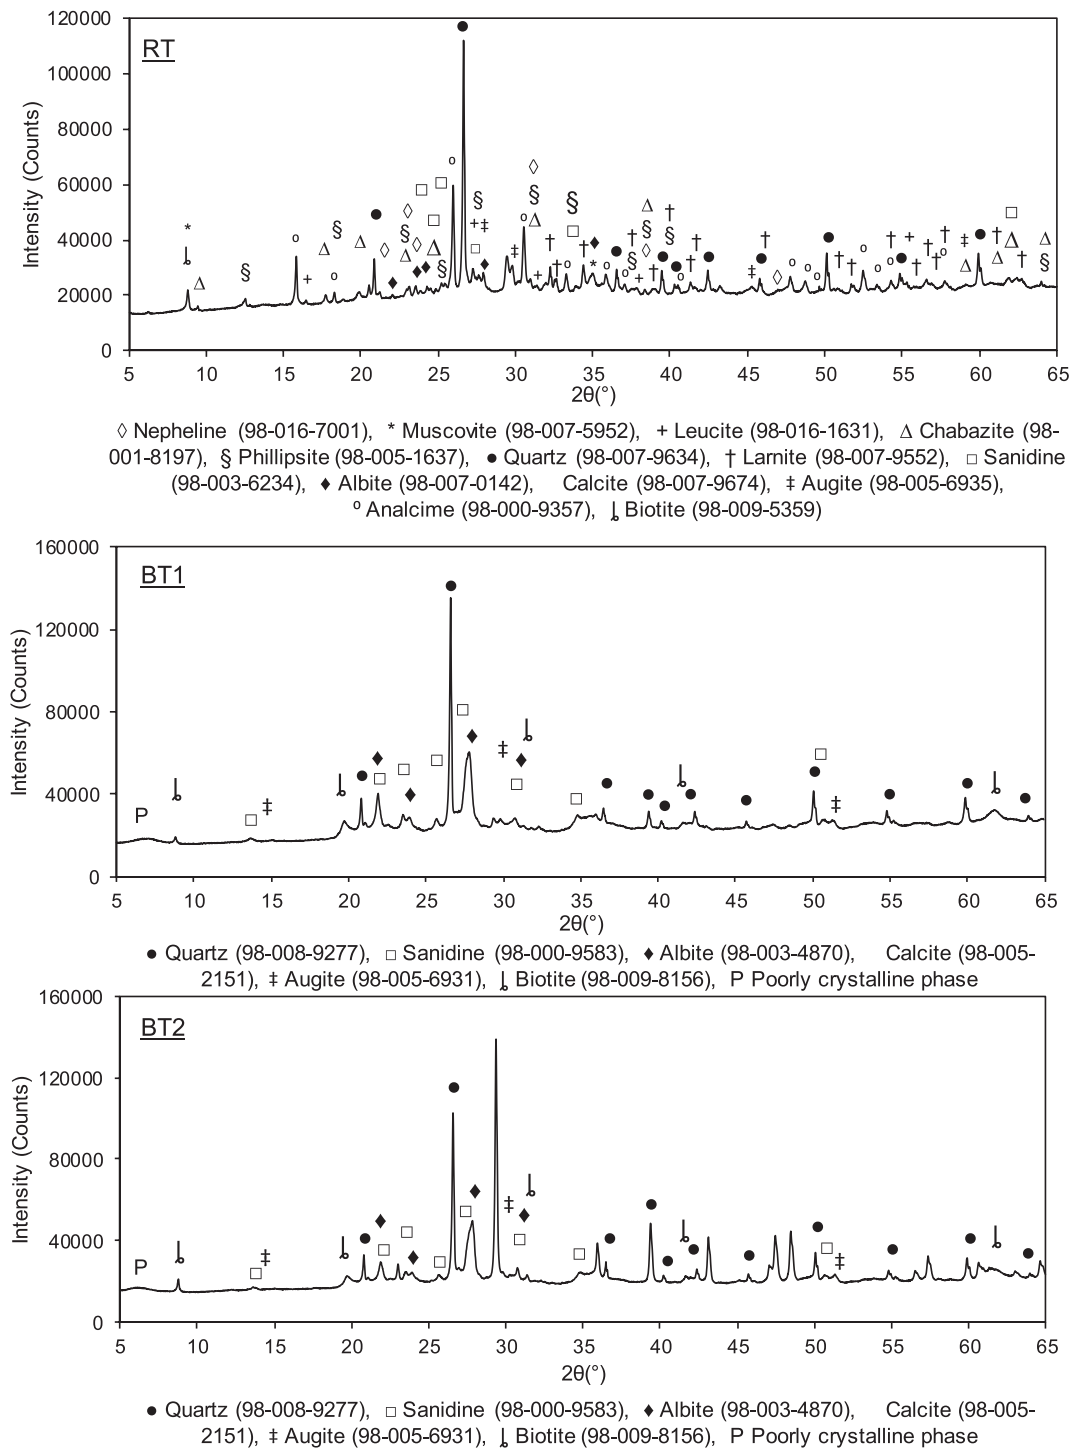 120000
100000
80000
60000
40000
20000
0
Intensity (Counts)
RT
5 10 15 20 25 30 35 40 45 50 55 60 65
2θ(°)
◊ Nepheline (98-016-7001), * Muscovite (98-007-5952), + Leucite (98-016-1631), Δ Chabazite (98-
001-8197), § Phillipsite (98-005-1637), ● Quartz (98-007-9634), † Larnite (98-007-9552), □ Sanidine
(98-003-6234), ♦ Albite (98-007-0142), Calcite (98-007-9674), ‡ Augite (98-005-6935),
o Analcime (98-000-9357), Biotite (98-009-5359)
160000
120000
80000
40000
0
Intensity (Counts)
BT1
P
5 10 15 20 25 30 35 40 45 50 55 60 65
2θ(°)
● Quartz (98-008-9277), □ Sanidine (98-000-9583), ♦ Albite (98-003-4870), Calcite (98-005-
2151), ‡ Augite (98-005-6931), Biotite (98-009-8156), P Poorly crystalline phase
160000
120000
80000
40000
0
Intensity (Counts)
BT2
P
5 10 15 20 25 30 35 40 45 50 55 60 65
2θ(°)
● Quartz (98-008-9277), □ Sanidine (98-000-9583), ♦ Albite (98-003-4870), Calcite (98-005-
2151), ‡ Augite (98-005-6931), Biotite (98-009-8156), P Poorly crystalline phase